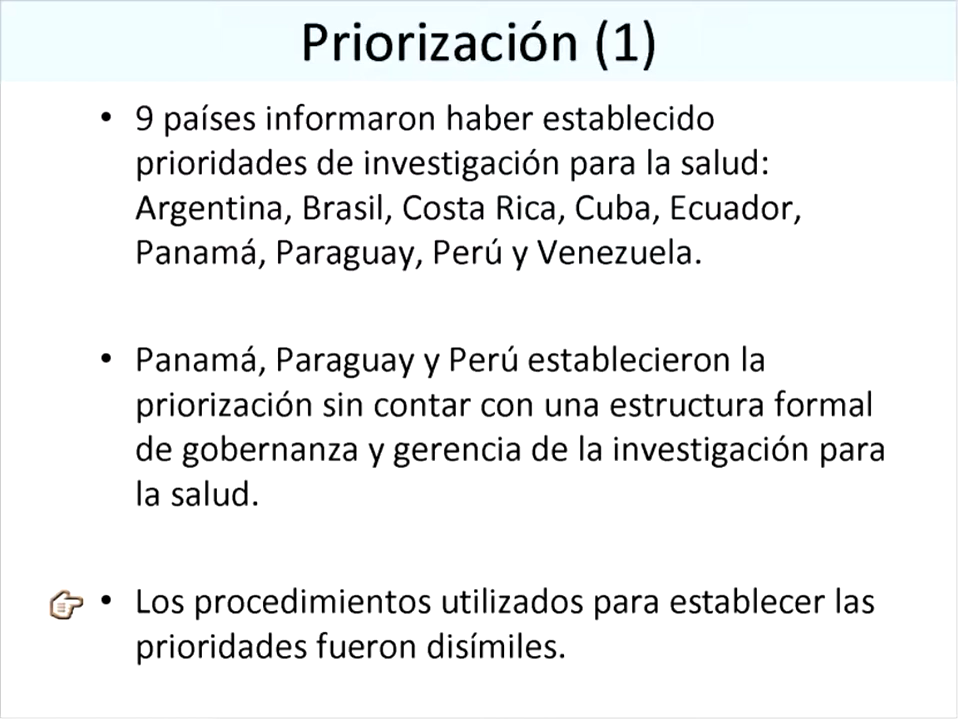 Priorización (1)
• 9 países informaron haber establecido
prioridades de investigación para la salud:
Argentina, Brasil, Costa Rica, Cuba, Ecuador,
Panamá, Paraguay, Perú y Venezuela.
• Panamá, Paraguay y Perú establecieron la
priorización sin contar con una estructura formal
de gobernanza y gerencia de la investigación para
la salud.
• Los procedimientos utilizados para establecer las
prioridades fueron disímiles.